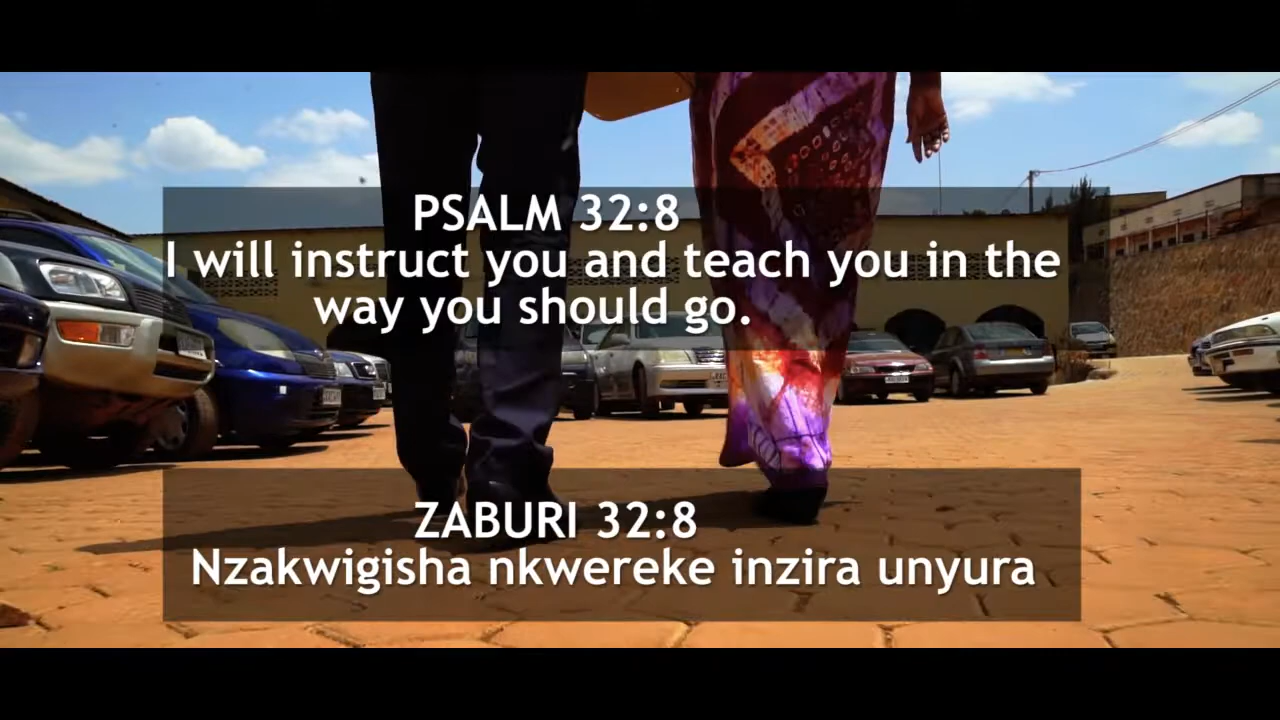 PSALM 32:8
I will instruct you and teach you in the
way you should go.
ZABURI 32:8
Nzakwigisha nkwereke inzira unyura